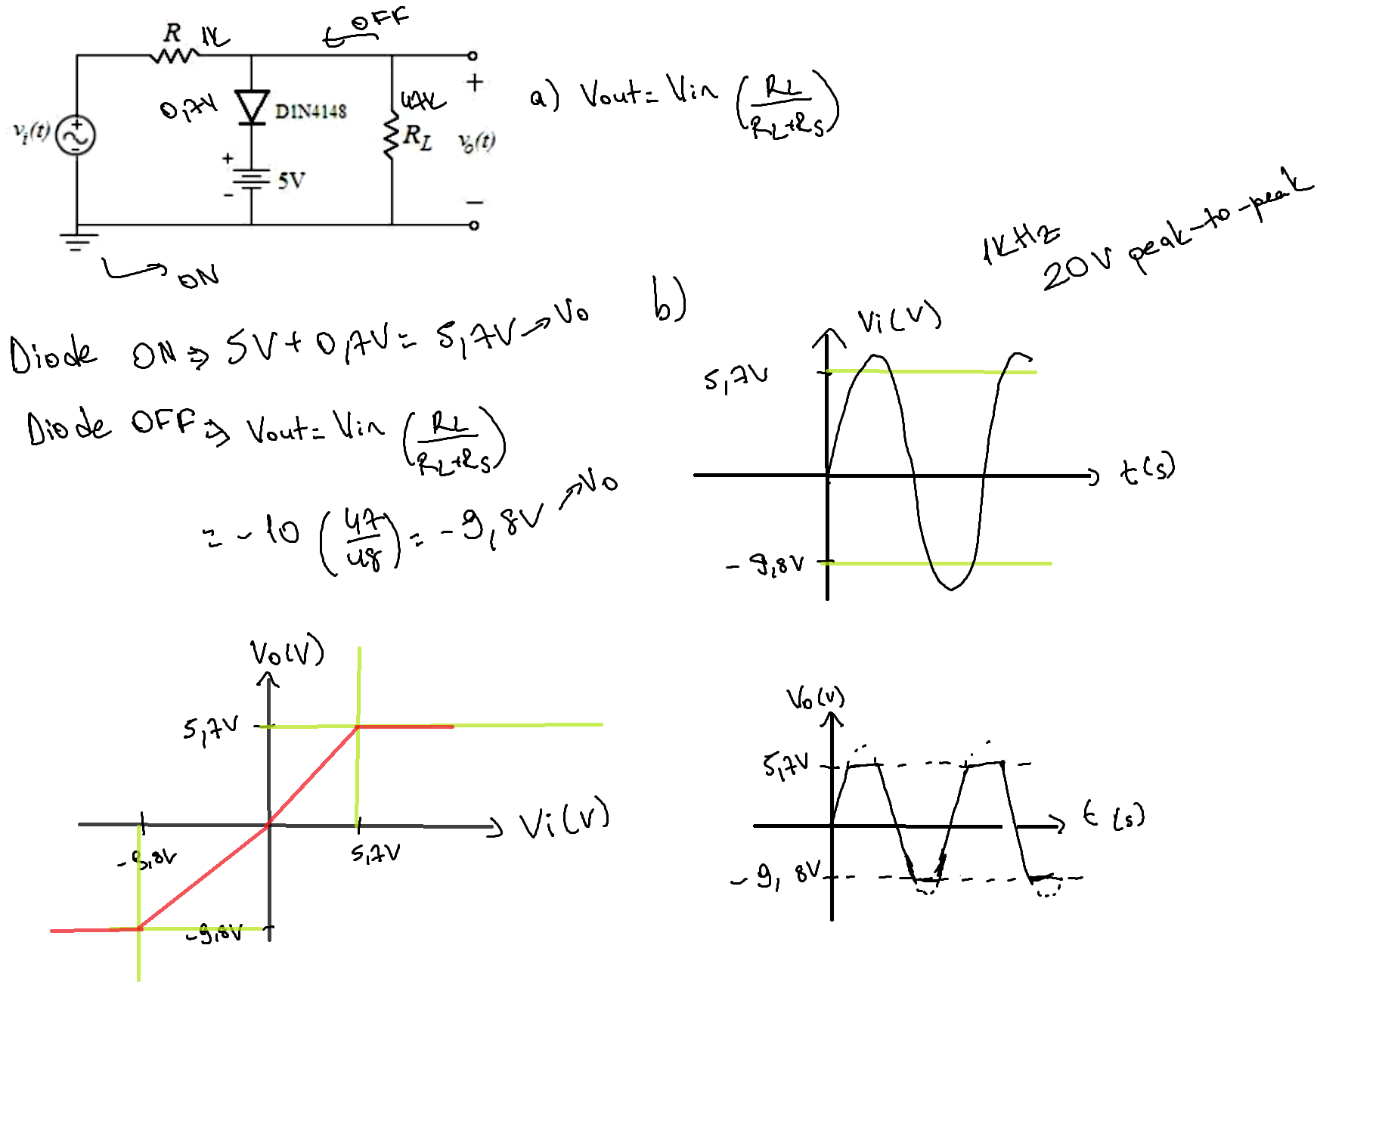 R 1K
OFF
0,7V
D1N4148
47K
R_L
v_i(t)
v_o(t)
+
-
+
-
5V
+
−
ON
a) Vout = Vin (RL / RL+RS)
1KHz
20V peak-to-peak
Diode ON ⇒ 5V + 0,7V = 5,7V → Vo
Diode OFF ⇒ Vout = Vin (RL / RL+RS)
= -10 (47 / 48) = -9,8V → Vo
b)
Vi(V)
5,7V
t(s)
-9,8V
Vo(V)
5,7V
Vi(V)
-9,8V
5,7V
-9,8V
Vo(V)
5,7V
t (s)
-9,8V